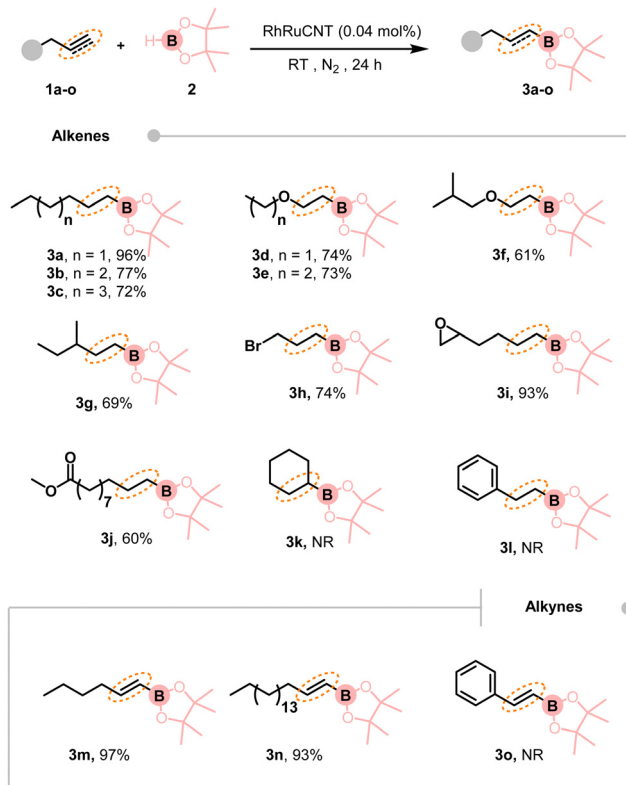 RhRuCNT (0.04 mol%)
+
H B O O
B O O
RT , N2 , 24 h
1a-o
2
3a-o
Alkenes
n B O O
n O B O O
O B O O
3a, n = 1, 96%
3b, n = 2, 77%
3c, n = 3, 72%
3d, n = 1, 74%
3e, n = 2, 73%
3f, 61%
B O O
Br B O O
O B O O
3g, 69%
3h, 74%
3i, 93%
O O 7 B O O
B O O
B O O
3j, 60%
3k, NR
3l, NR
Alkynes
B O O
13 B O O
B O O
3m, 97%
3n, 93%
3o, NR